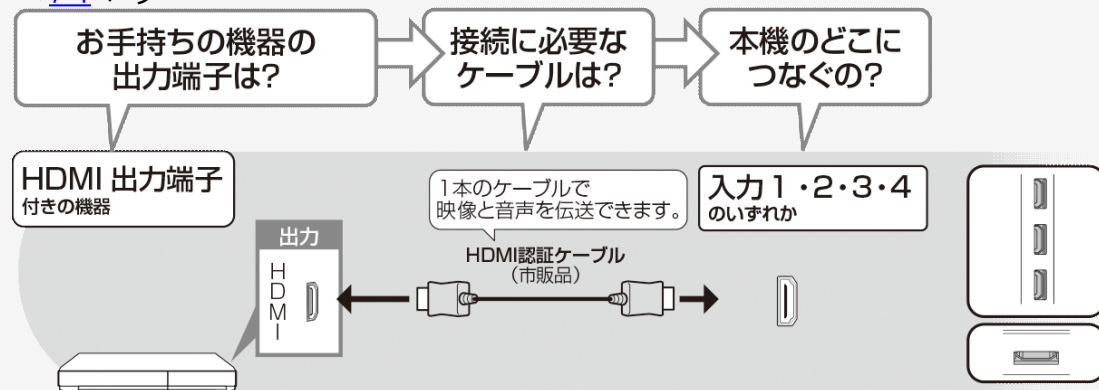 お手持ちの機器の
出力端子は?
接続に必要な
ケーブルは?
本機のどこに
つなぐの?
HDMI 出力端子
付きの機器
1本のケーブルで
映像と音声を伝送できます。
HDMI認証ケーブル
(市販品)
入力1・2・3・4
のいずれか
出力
HDMI